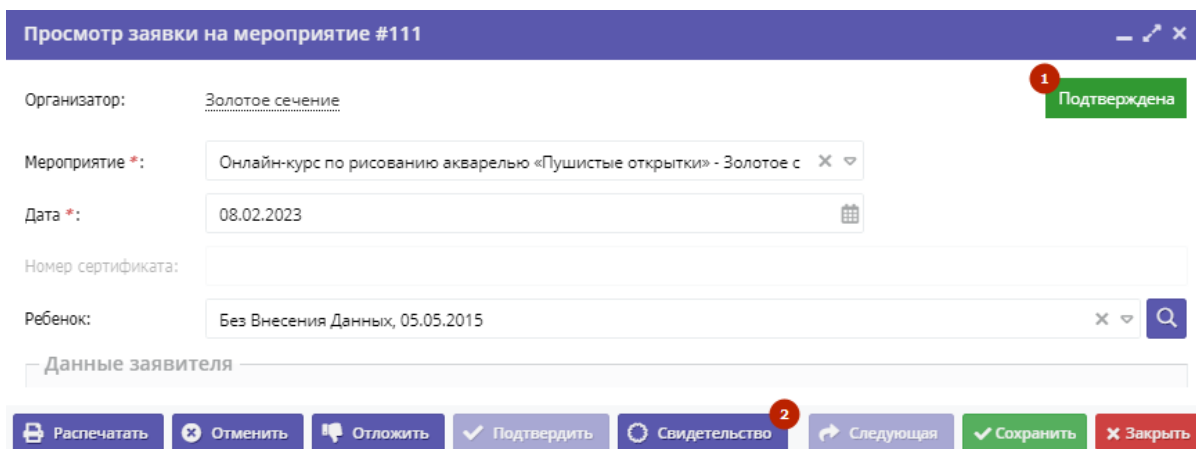 Просмотр заявки на мероприятие #111
1
Организатор: Золотое сечение Подтверждена
Мероприятие *: Онлайн-курс по рисованию акварелью «Пушистые открытки» - Золотое с
Дата *: 08.02.2023
Номер сертификата:
Ребенок: Без Внесения Данных, 05.05.2015
Данные заявителя
2
Распечатать Отменить Отложить Подтвердить Свидетельство Следующая Сохранить Закрыть